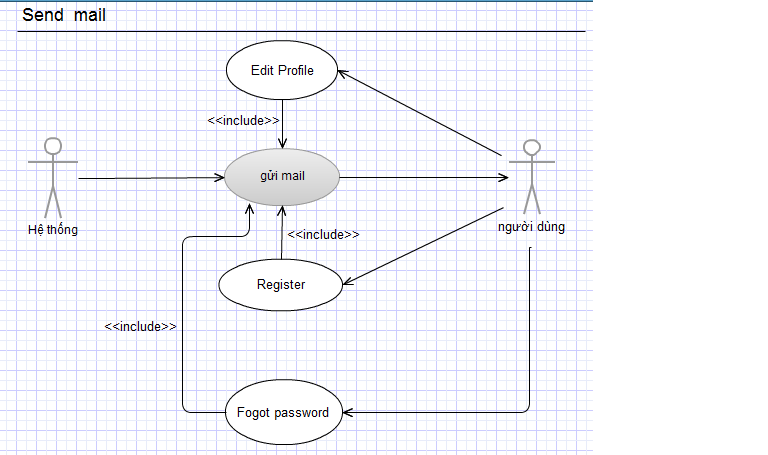 Send mail
Edit Profile
<<include>>
gửi mail
Hệ thống
người dùng
<<include>>
Register
<<include>>
Fogot password